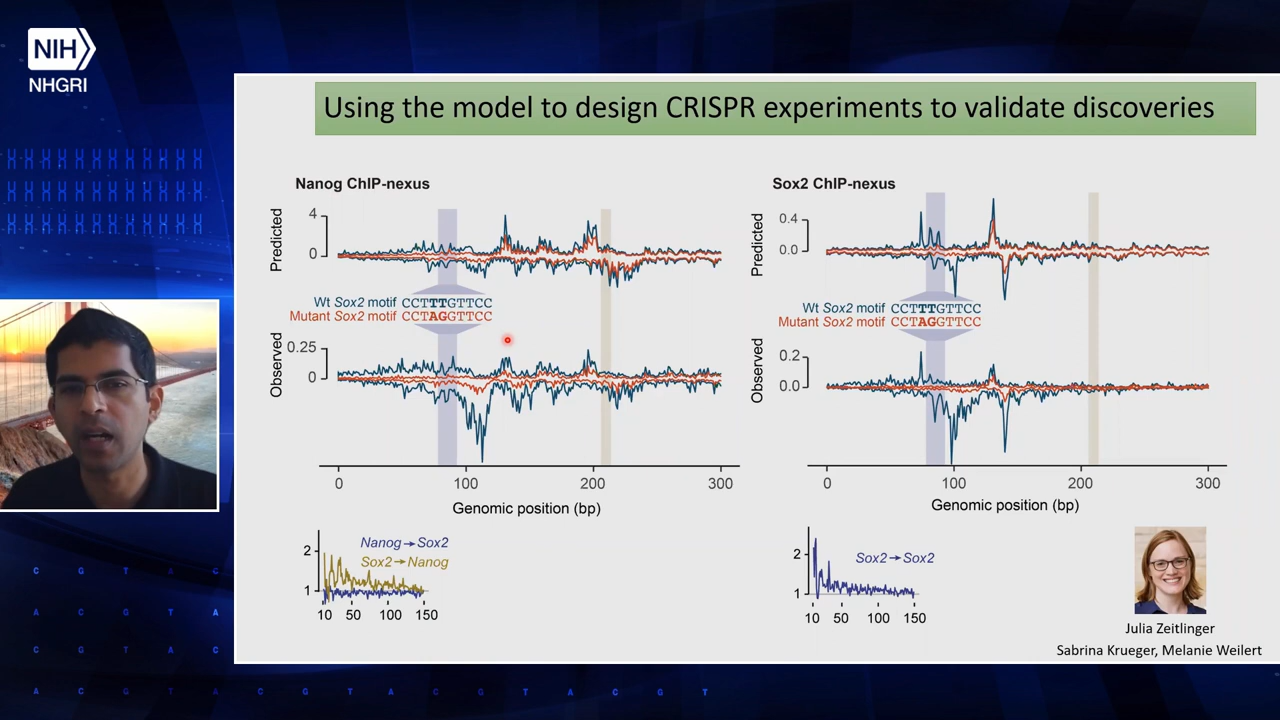 NIH
NHGRI
Using the model to design CRISPR experiments to validate discoveries
Nanog ChIP-nexus
Predicted
4
0
Wt Sox2 motif CCTTTGTTCC
Mutant Sox2 motif CCTAGGTTCC
Observed
0.25
0
0 100 200 300
Genomic position (bp)
Nanog→Sox2
Sox2→Nanog
2
1
10 50 100 150
Sox2 ChIP-nexus
Predicted
0.4
0.0
Wt Sox2 motif CCTTTGTTCC
Mutant Sox2 motif CCTAGGTTCC
Observed
0.2
0.0
0 100 200 300
Genomic position (bp)
Sox2→Sox2
2
1
10 50 100 150
Julia Zeitlinger
Sabrina Krueger, Melanie Weilert
C G T A C
A C G T A
C G T A C
A C G T A C G T A C G T A C G T